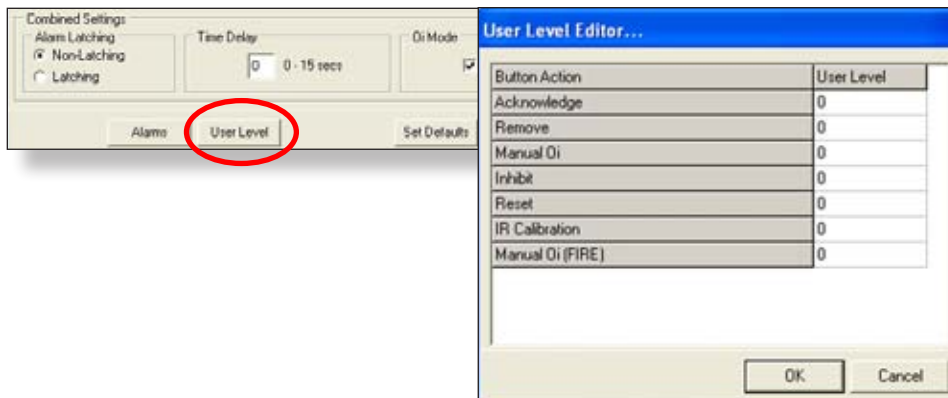 Combined Settings
Alarm Latching
Non-Latching
Latching
Time Delay
0 0 - 15 secs
Oi Mode
Alarms User Level Set Defaults
User Level Editor...
Button Action User Level
Acknowledge 0
Remove 0
Manual Oi 0
Inhibit 0
Reset 0
IR Calibration 0
Manual Oi (FIRE) 0
OK Cancel